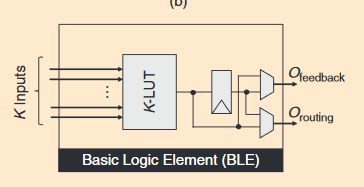 (b)
K Inputs
K-LUT
Ofeedback
Orouting
Basic Logic Element (BLE)